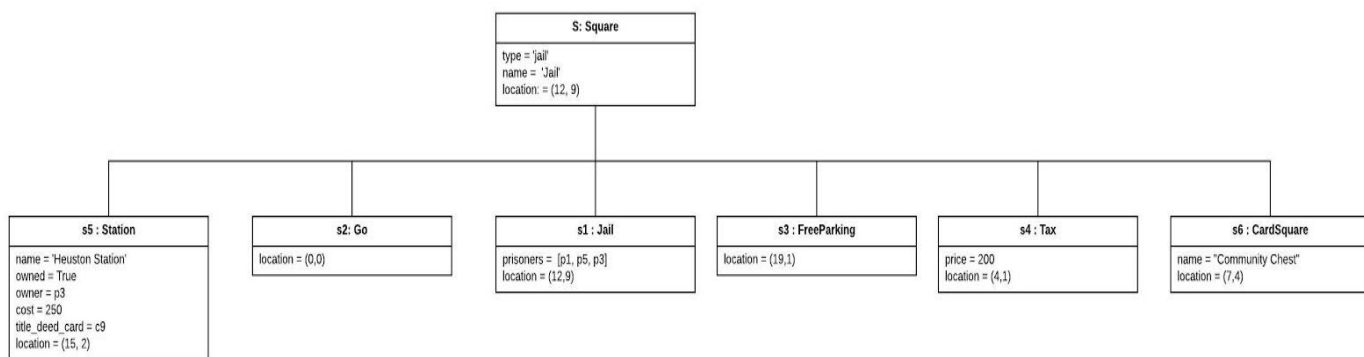 S: Square
type = 'jail'
name = 'Jail'
location: = (12, 9)
s5 : Station
name = 'Heuston Station'
owned = True
owner = p3
cost = 250
title_deed_card = c9
location = (15, 2)
s2: Go
location = (0,0)
s1 : Jail
prisoners = [p1, p5, p3]
location = (12,9)
s3 : FreeParking
location = (19,1)
s4 : Tax
price = 200
location = (4,1)
s6 : CardSquare
name = "Community Chest"
location = (7,4)